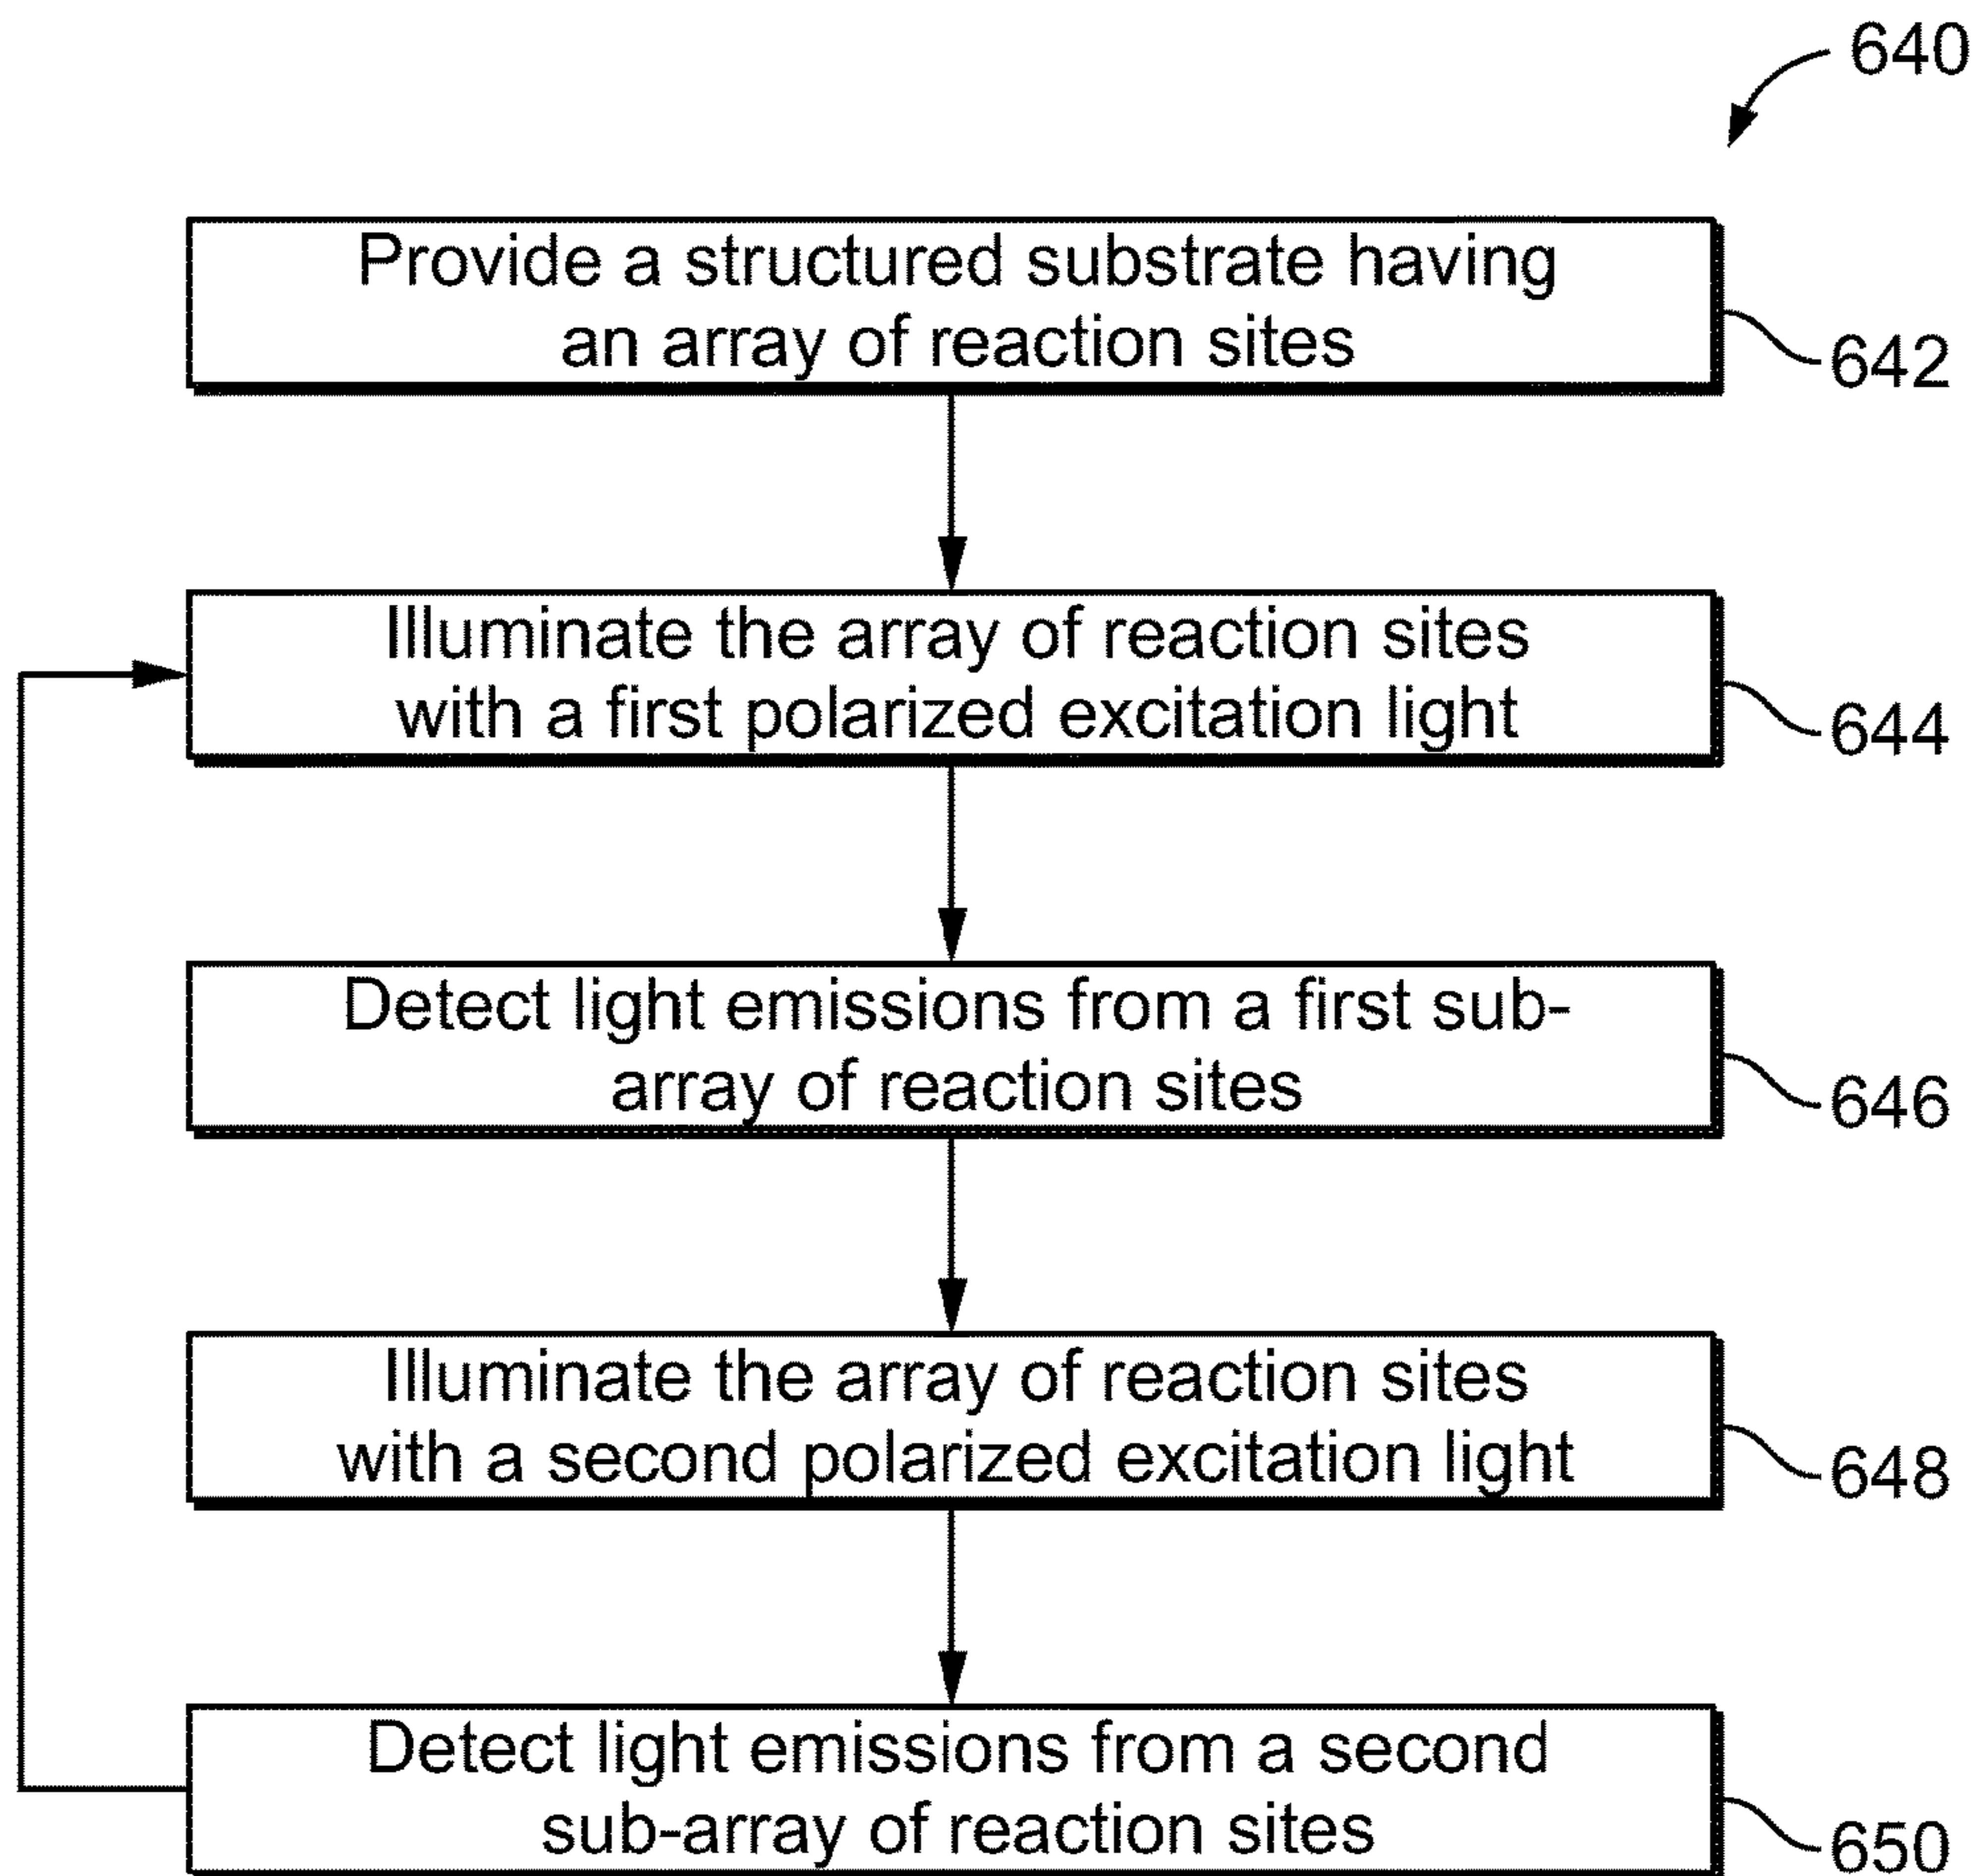 640
Provide a structured substrate having
an array of reaction sites
642
Illuminate the array of reaction sites
with a first polarized excitation light
644
Detect light emissions from a first sub-
array of reaction sites
646
Illuminate the array of reaction sites
with a second polarized excitation light
648
Detect light emissions from a second
sub-array of reaction sites
650